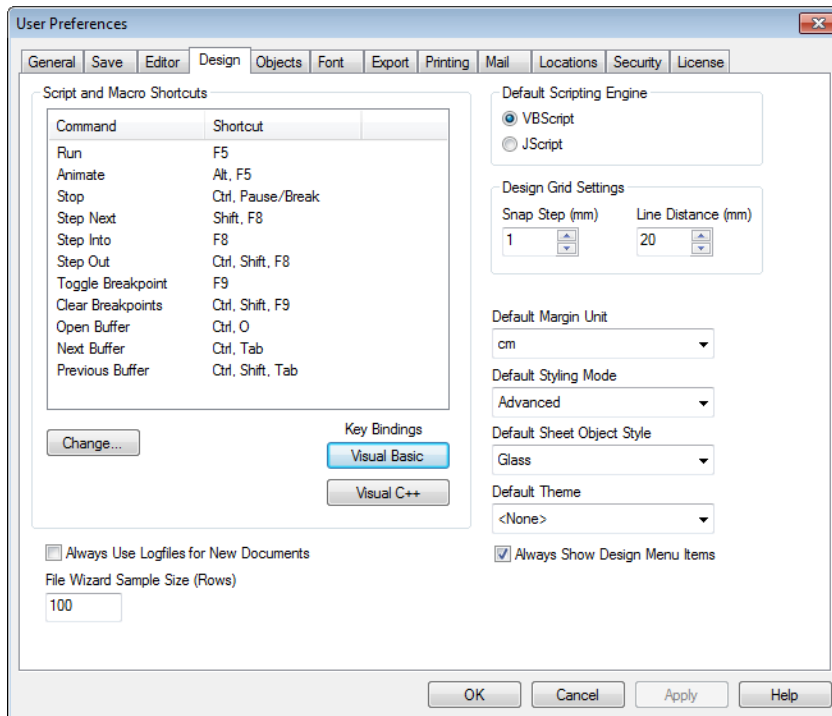 User Preferences
General Save Editor Design Objects Font Export Printing Mail Locations Security License
Script and Macro Shortcuts
Command Shortcut
Run F5
Animate Alt, F5
Stop Ctrl, Pause/Break
Step Next Shift, F8
Step Into F8
Step Out Ctrl, Shift, F8
Toggle Breakpoint F9
Clear Breakpoints Ctrl, Shift, F9
Open Buffer Ctrl, O
Next Buffer Ctrl, Tab
Previous Buffer Ctrl, Shift, Tab
Change...
Key Bindings
Visual Basic
Visual C++
Always Use Logfiles for New Documents
File Wizard Sample Size (Rows)
100
Default Scripting Engine
VBScript
JScript
Design Grid Settings
Snap Step (mm) Line Distance (mm)
1 20
Default Margin Unit
cm
Default Styling Mode
Advanced
Default Sheet Object Style
Glass
Default Theme
<None>
Always Show Design Menu Items
OK Cancel Apply Help